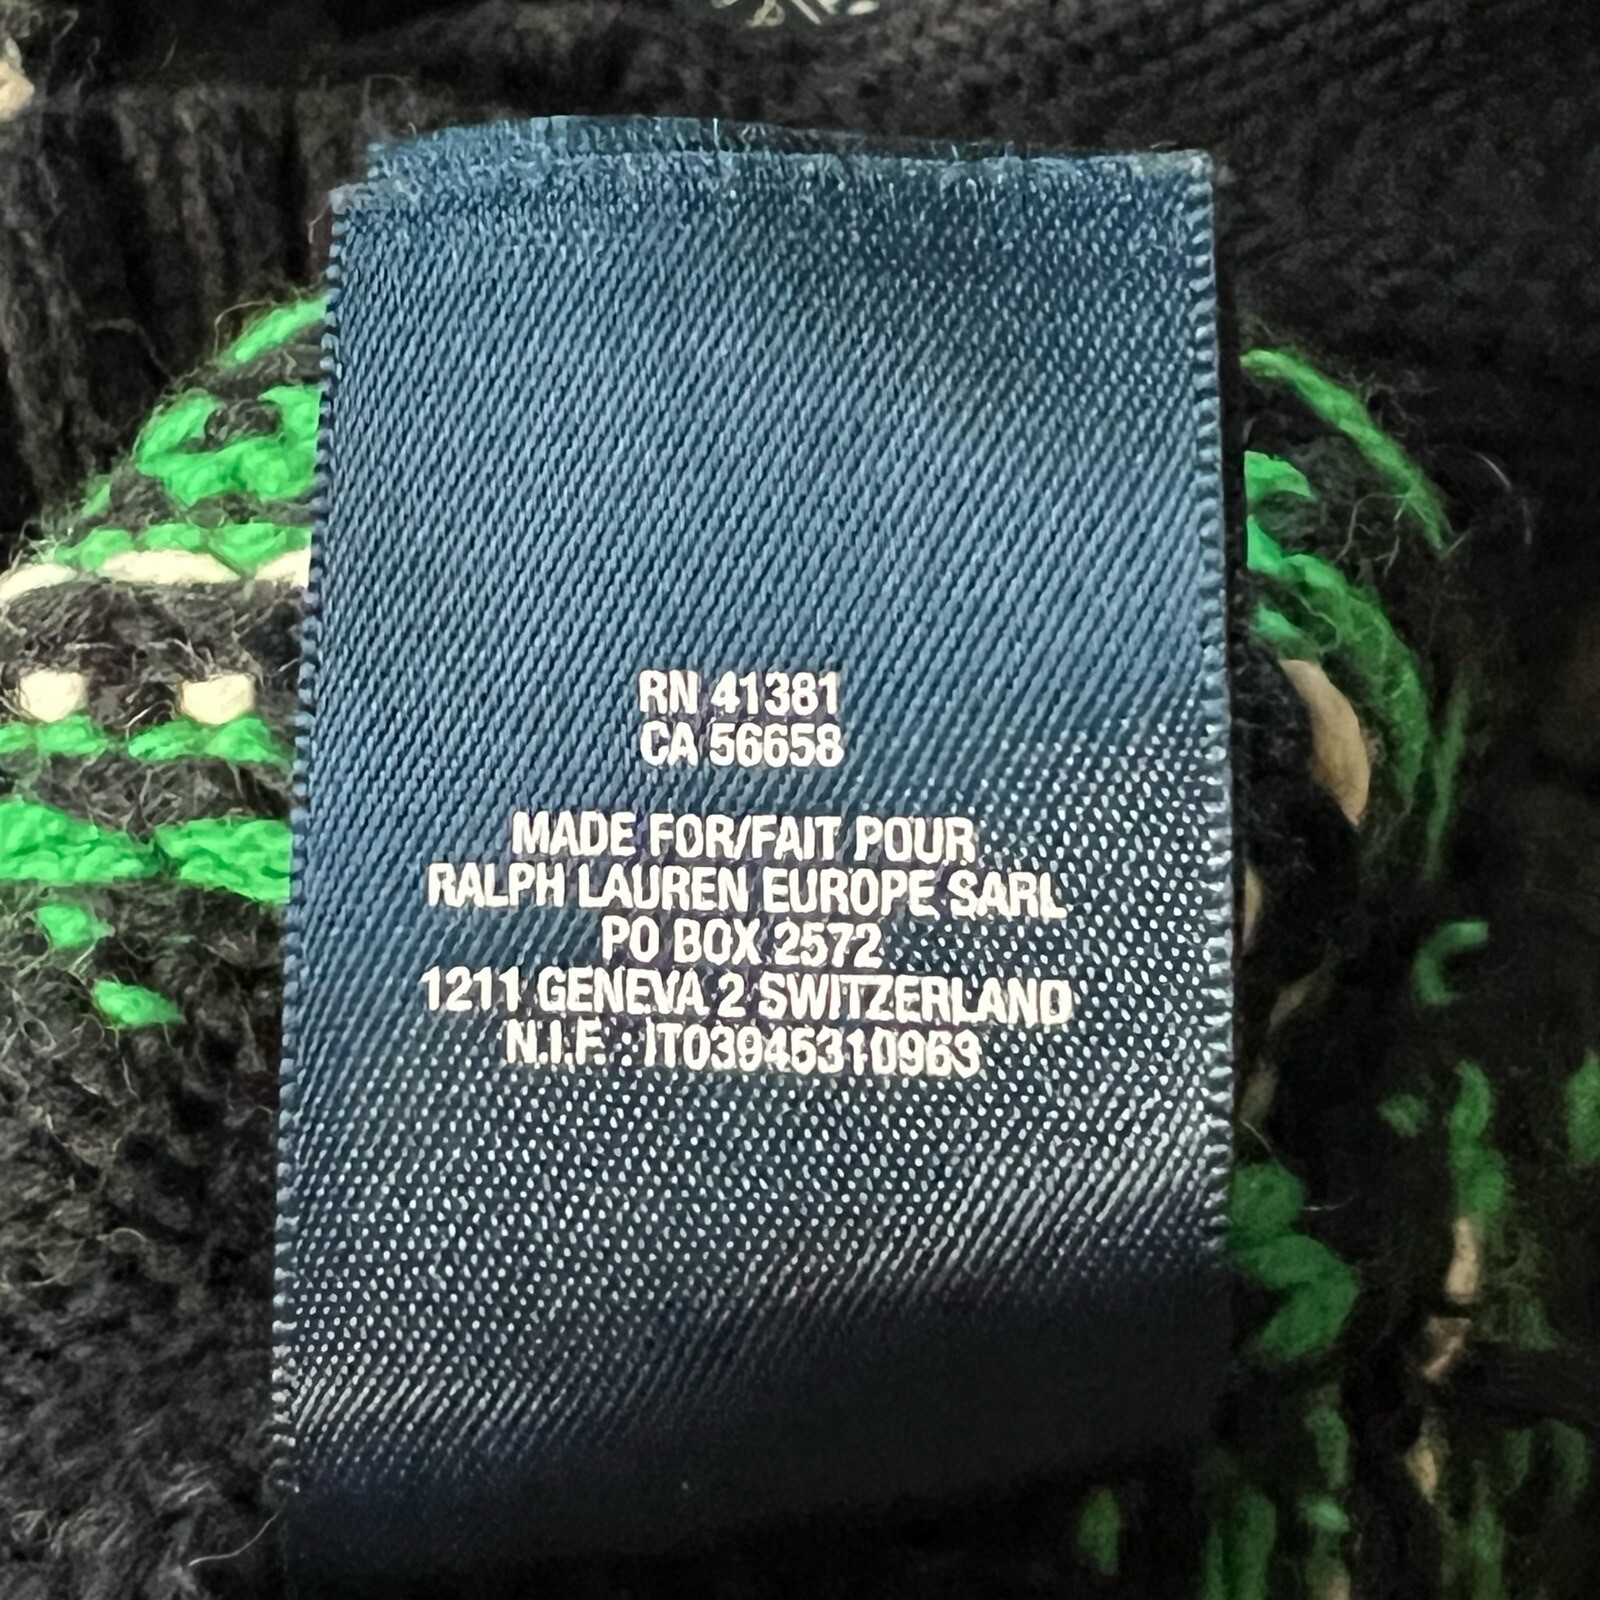 RN 41381
CA 56658
MADE FOR/FAIT POUR
RALPH LAUREN EUROPE SARL
PO BOX 2572
1211 GENEVA 2 SWITZERLAND
N.I.F. : IT03945310963